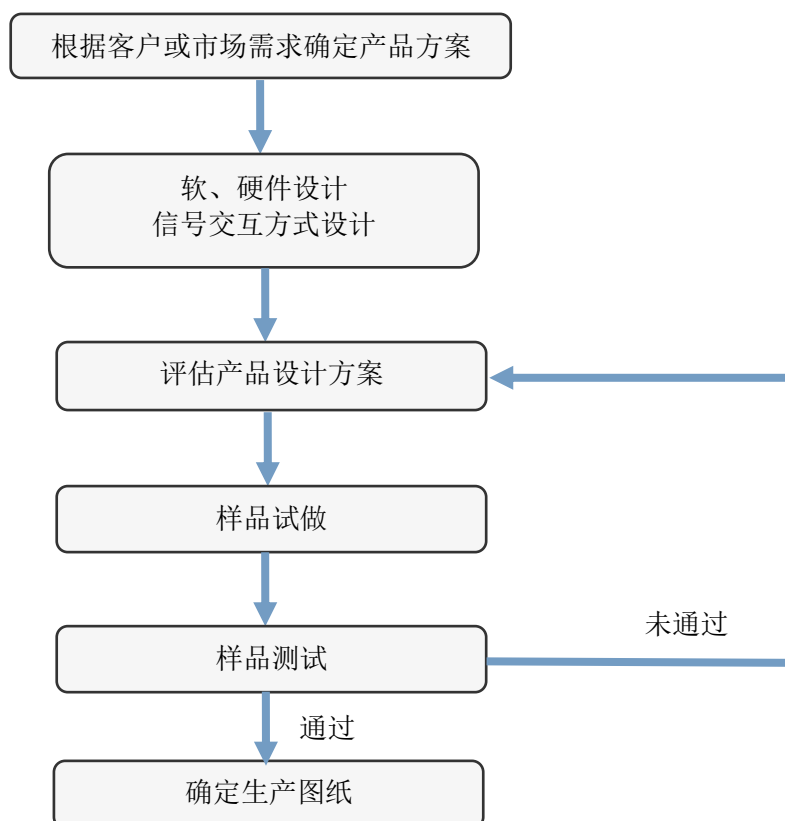 根据客户或市场需求确定产品方案
软、硬件设计
信号交互方式设计
评估产品设计方案
样品试做
未通过
样品测试
通过
确定生产图纸